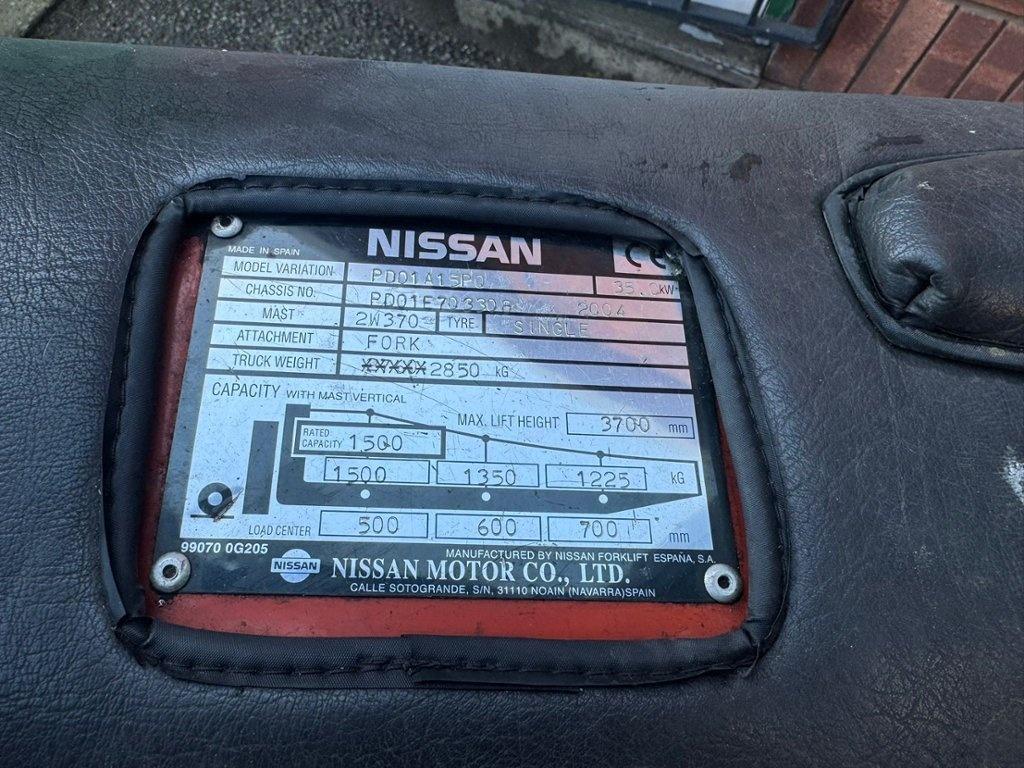 NISSAN
CE
MADE IN SPAIN
MODEL VARIATION PD01A15PQ 35.0kW
CHASSIS NO. 2004
MAST 2W370 TYRE SINGLE
ATTACHMENT FORK
TRUCK WEIGHT 2850 kG
CAPACITY WITH MAST VERTICAL
MAX. LIFT HEIGHT 3700 mm
RATED CAPACITY 1500
1500 1350 1225 kG
LOAD CENTER 500 600 700 mm
99070 0G205
MANUFACTURED BY NISSAN FORKLIFT ESPAÑA, S.A.
NISSAN NISSAN MOTOR CO., LTD.
CALLE SOTOGRANDE, S/N, 31110 NOAIN (NAVARRA)SPAIN